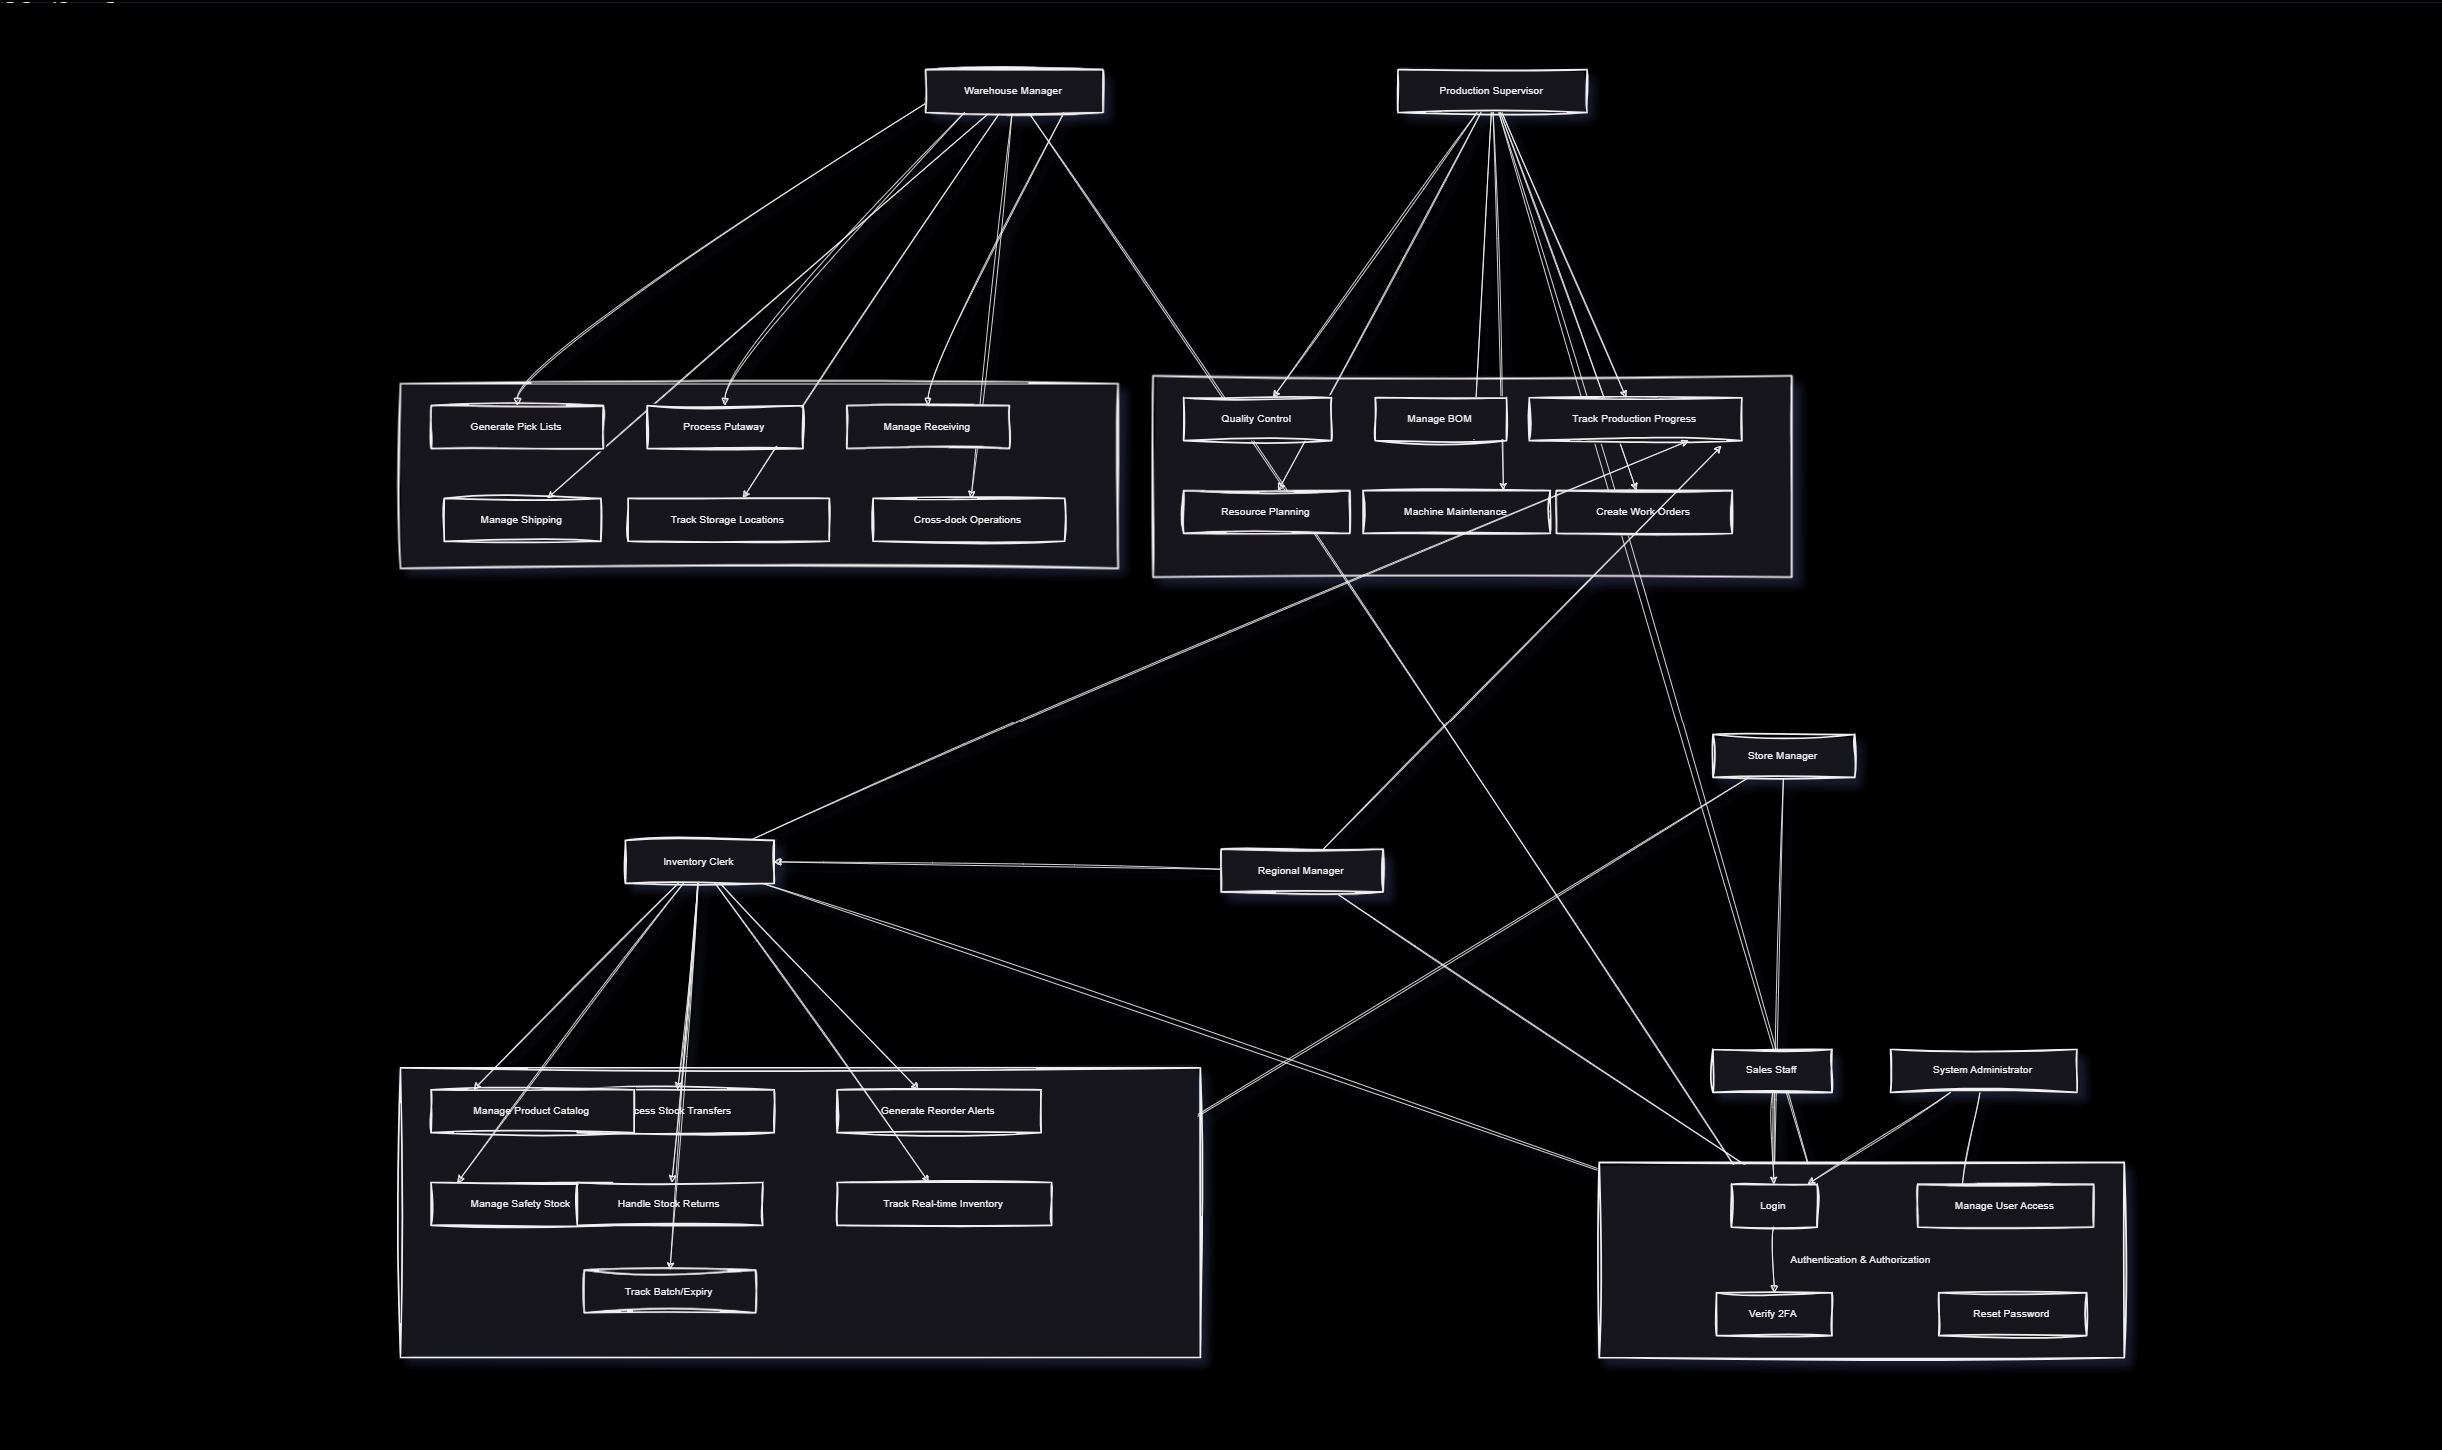 Warehouse Manager
Production Supervisor
Generate Pick Lists
Process Putaway
Manage Receiving
Manage Shipping
Track Storage Locations
Cross-dock Operations
Quality Control
Manage BOM
Track Production Progress
Resource Planning
Machine Maintenance
Create Work Orders
Store Manager
Inventory Clerk
Regional Manager
Sales Staff
System Administrator
Manage Product Catalog
cess Stock Transfers
Generate Reorder Alerts
Manage Safety Stock
Handle Stock Returns
Track Real-time Inventory
Track Batch/Expiry
Login
Manage User Access
Authentication & Authorization
Verify 2FA
Reset Password